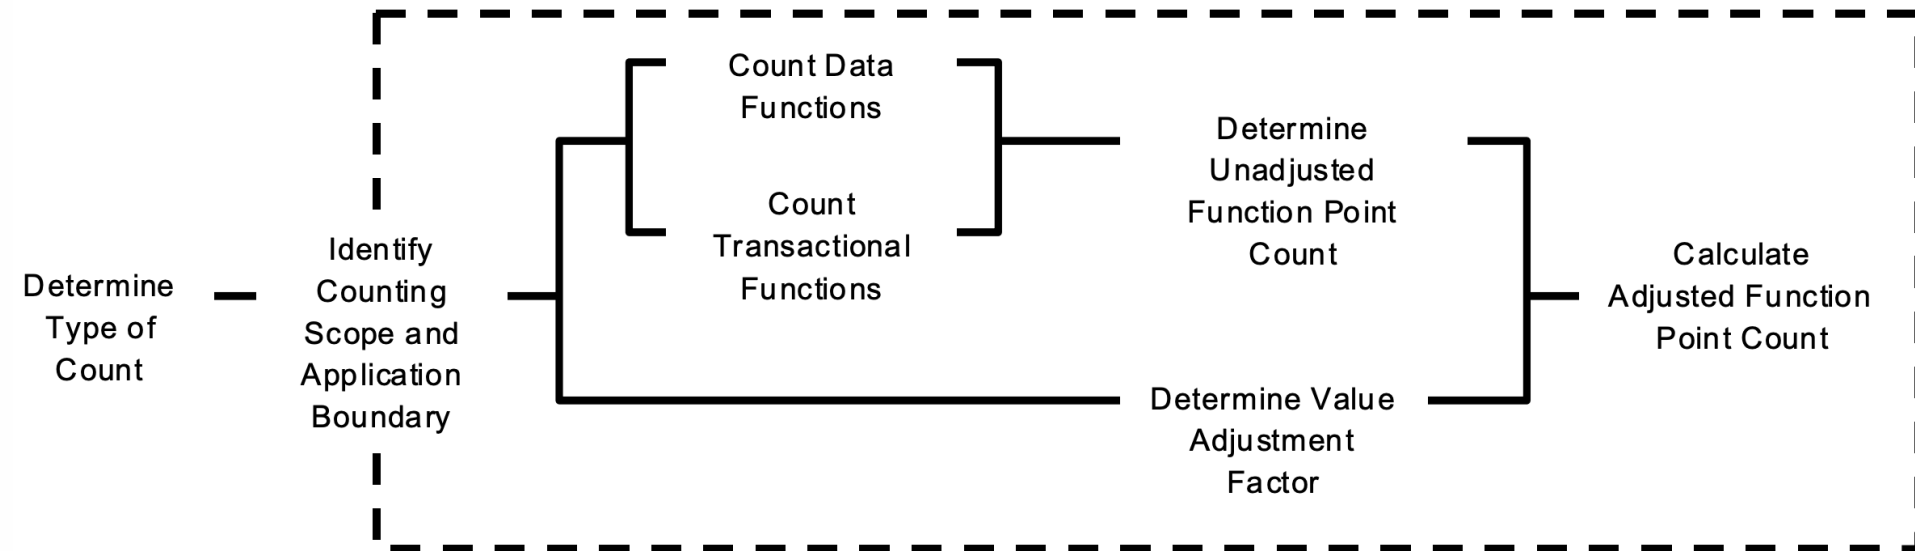 Determine
Type of
Count
Identify
Counting
Scope and
Application
Boundary
Count Data
Functions
Count
Transactional
Functions
Determine
Unadjusted
Function Point
Count
Determine Value
Adjustment
Factor
Calculate
Adjusted Function
Point Count